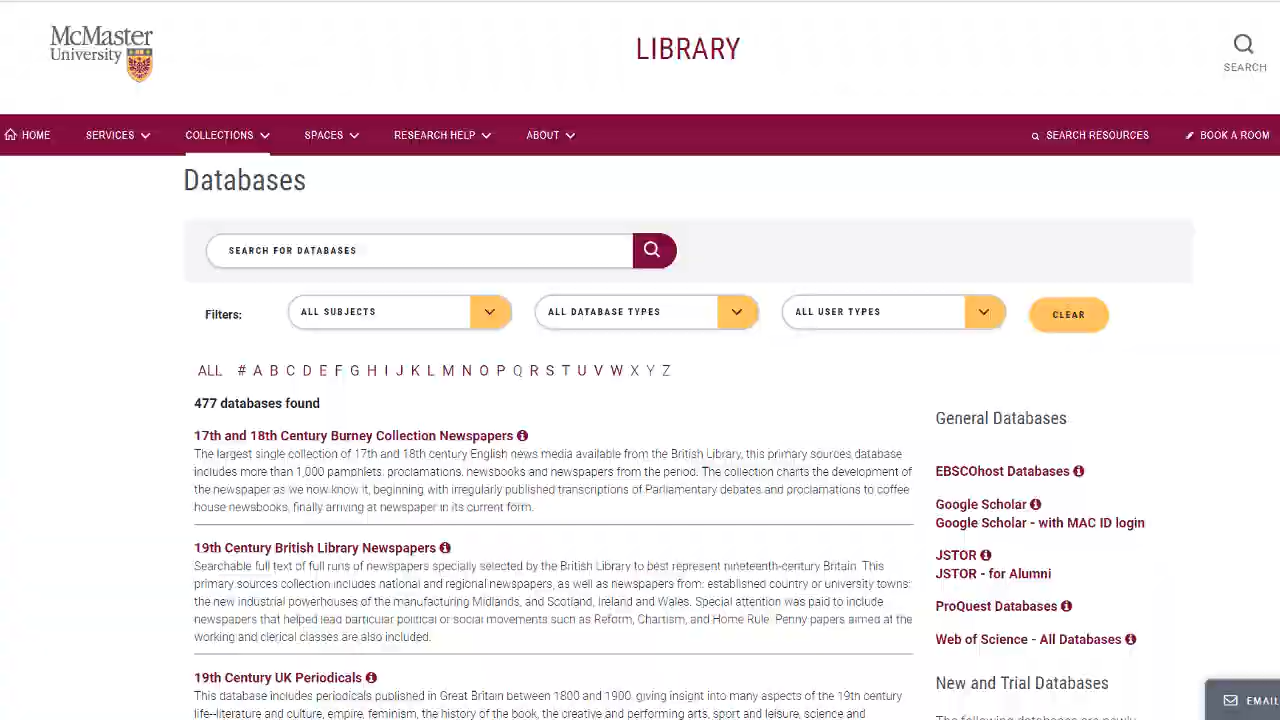 McMaster
University
LIBRARY
SEARCH
HOME SERVICES COLLECTIONS SPACES RESEARCH HELP ABOUT SEARCH RESOURCES BOOK A ROOM
Databases
SEARCH FOR DATABASES
Filters: ALL SUBJECTS ALL DATABASE TYPES ALL USER TYPES CLEAR
ALL # A B C D E F G H I J K L M N O P Q R S T U V W X Y Z
477 databases found
17th and 18th Century Burney Collection Newspapers
The largest single collection of 17th and 18th century English news media available from the British Library, this primary sources database
includes more than 1,000 pamphlets, proclamations, newsbooks and newspapers from the period. The collection charts the development of
the newspaper as we now know it, beginning with irregularly published transcriptions of Parliamentary debates and proclamations to coffee
house newsbooks, finally arriving at newspaper in its current form.
19th Century British Library Newspapers
Searchable full text of full runs of newspapers specially selected by the British Library to best represent nineteenth-century Britain. This
primary sources collection includes national and regional newspapers, as well as newspapers from: established country or university towns:
the new industrial powerhouses of the manufacturing Midlands, and Scotland, Ireland and Wales. Special attention was paid to include
newspapers that helped lead particular political or social movements such as Reform, Chartism, and Home Rule. Penny papers aimed at the
working and clerical classes are also included.
19th Century UK Periodicals
This database includes periodicals published in Great Britain between 1800 and 1900, giving insight into many aspects of the 19th century
life--literature and culture, empire, feminism, the history of the book, the creative and performing arts, sport and leisure, science and
General Databases
EBSCOhost Databases
Google Scholar
Google Scholar - with MAC ID login
JSTOR
JSTOR - for Alumni
ProQuest Databases
Web of Science - All Databases
New and Trial Databases
The following databases are newly
EMAIL